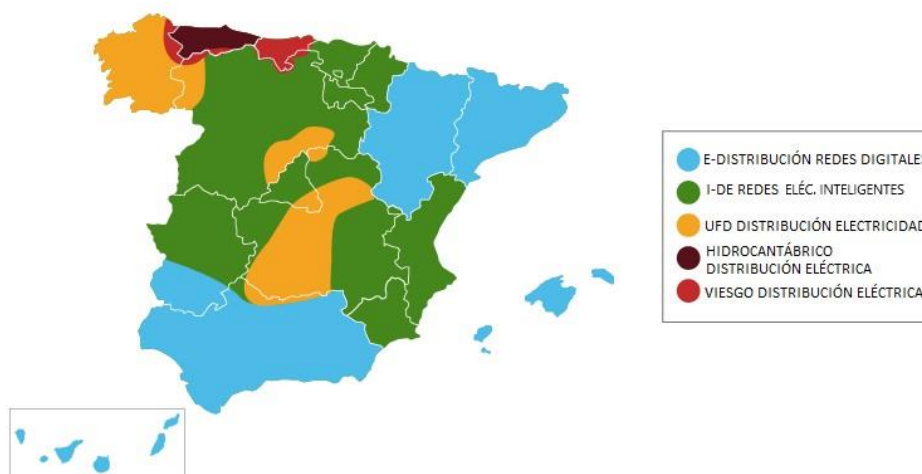 E-DISTRIBUCIÓN REDES DIGITALES
I-DE REDES ELÉC. INTELIGENTES
UFD DISTRIBUCIÓN ELECTRICIDAD
HIDROCANTÁBRICO
DISTRIBUCIÓN ELÉCTRICA
VIESGO DISTRIBUCIÓN ELÉCTRICA